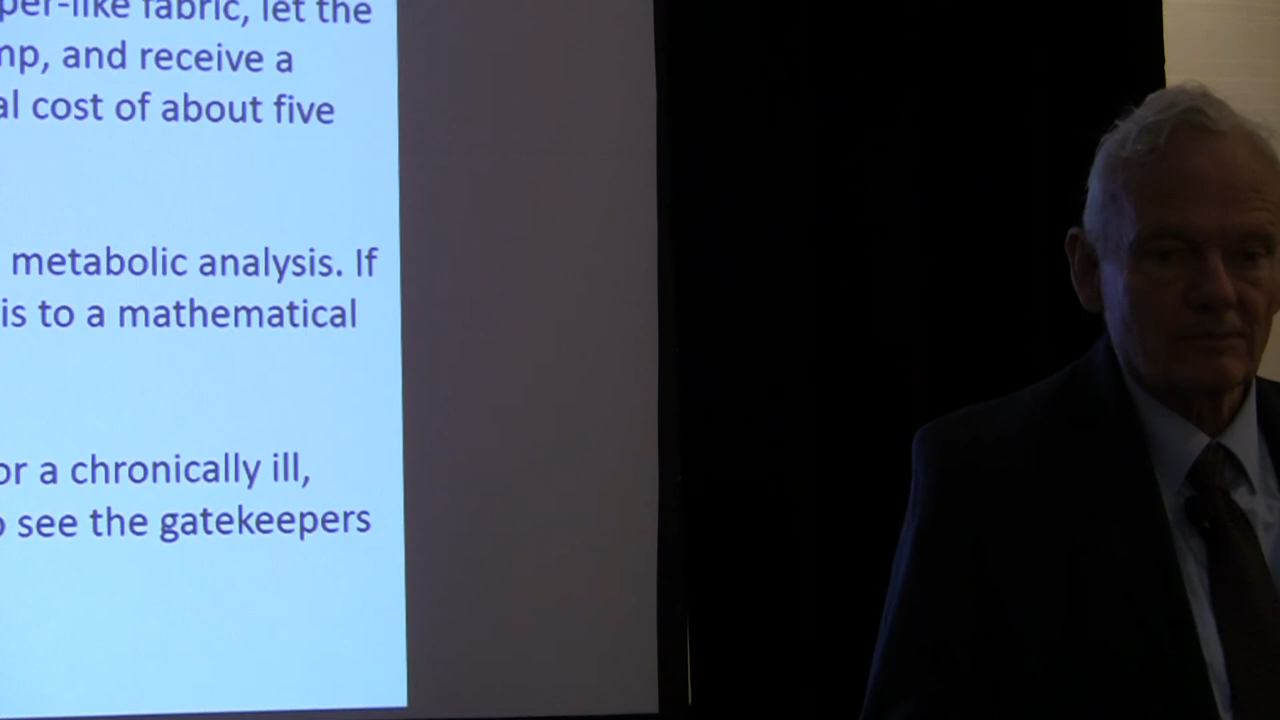 per-like fabric, let the
mp, and receive a
al cost of about five
metabolic analysis. If
is to a mathematical
or a chronically ill,
o see the gatekeepers